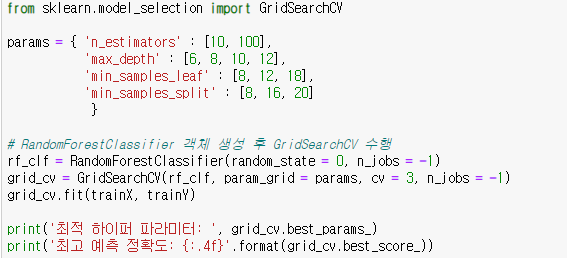 from sklearn.model_selection import GridSearchCV
params = { 'n_estimators' : [10, 100],
'max_depth' : [6, 8, 10, 12],
'min_samples_leaf' : [8, 12, 18],
'min_samples_split' : [8, 16, 20]
}
# RandomForestClassifier 객체 생성 후 GridSearchCV 수행
rf_clf = RandomForestClassifier(random_state = 0, n_jobs = -1)
grid_cv = GridSearchCV(rf_clf, param_grid = params, cv = 3, n_jobs = -1)
grid_cv.fit(trainX, trainY)
print('최적 하이퍼 파라미터: ', grid_cv.best_params_)
print('최고 예측 정확도: {:.4f}'.format(grid_cv.best_score_))